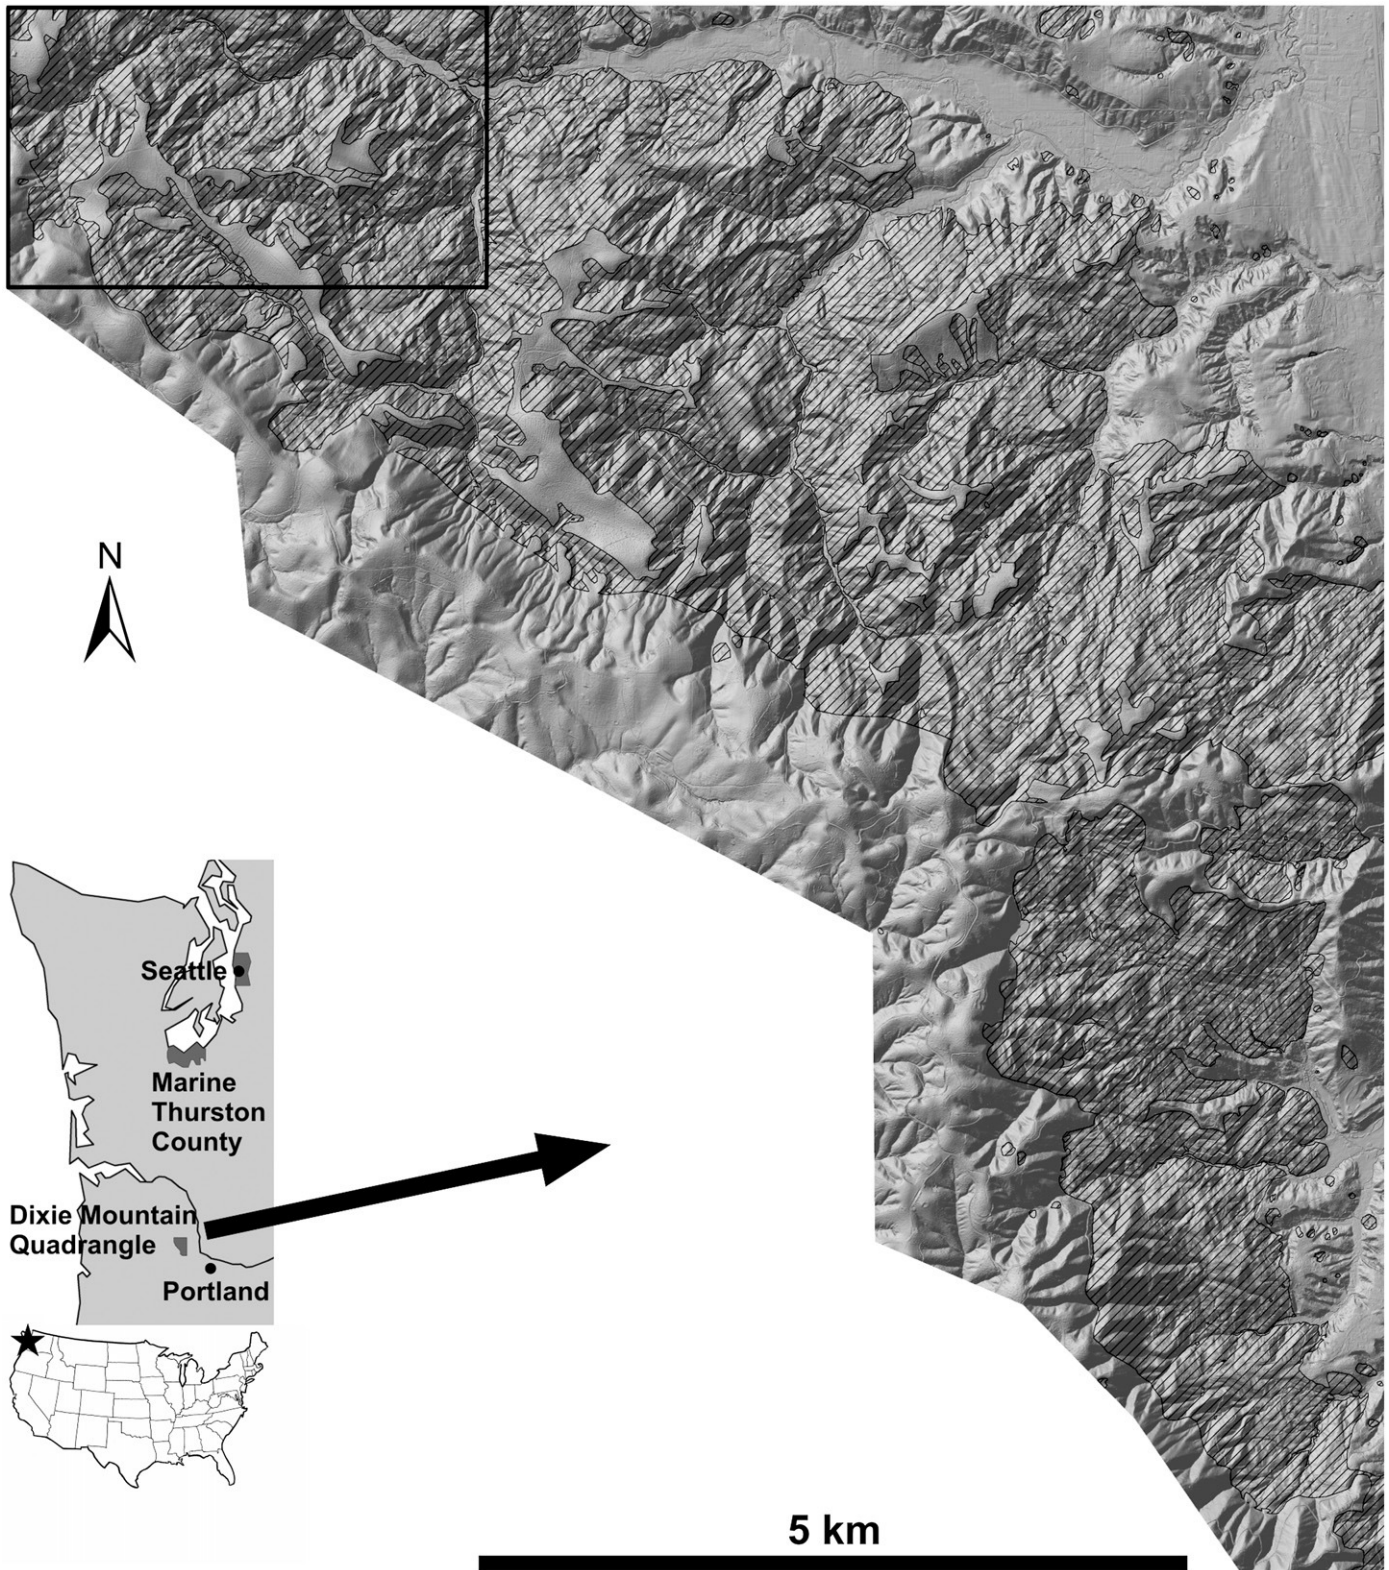 N
Seattle
Marine
Thurston
County
Dixie Mountain
Quadrangle
Portland
5 km